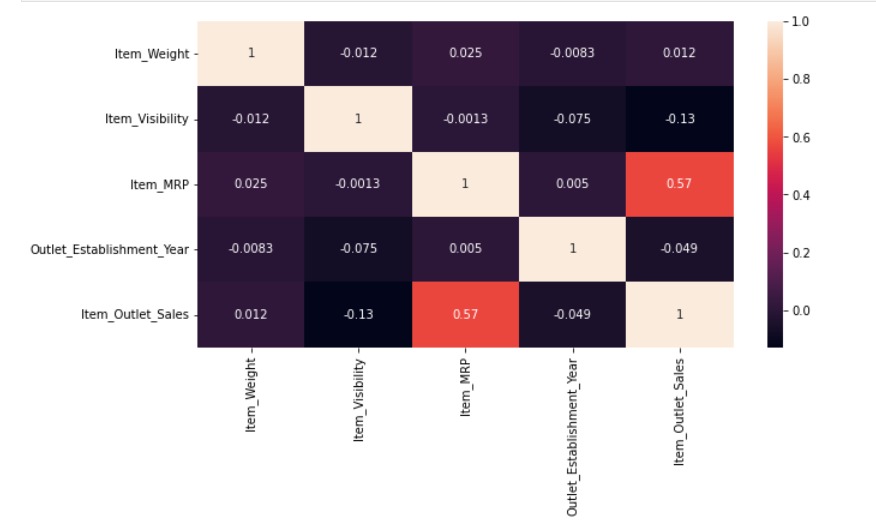 Item_Weight 1 -0.012 0.025 -0.0083 0.012
Item_Visibility -0.012 1 -0.0013 -0.075 -0.13
Item_MRP 0.025 -0.0013 1 0.005 0.57
Outlet_Establishment_Year -0.0083 -0.075 0.005 1 -0.049
Item_Outlet_Sales 0.012 -0.13 0.57 -0.049 1
Item_Weight
Item_Visibility
Item_MRP
Outlet_Establishment_Year
Item_Outlet_Sales
1.0
0.8
0.6
0.4
0.2
0.0